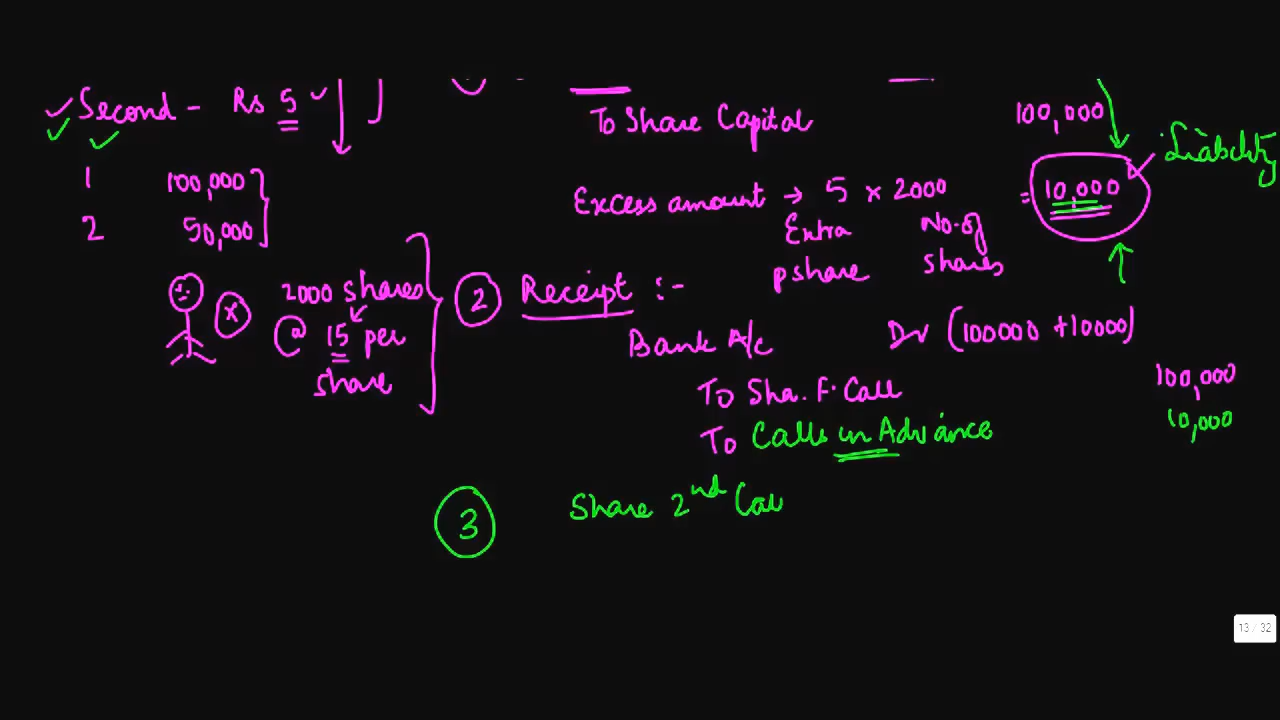 Second - Rs 5
To Share Capital
100,000
Liability
1 100,000
2 50,000
Excess amount → 5 × 2000 = 10,000
Extra pshare
No. of shares
x
2000 shares
@ 15 per
share
2 Receipt :-
Bank A/c Dr (100000 + 10000)
To Sha. F. Call 100,000
To Calls in Advance 10,000
3 Share 2nd Cal
13 / 32